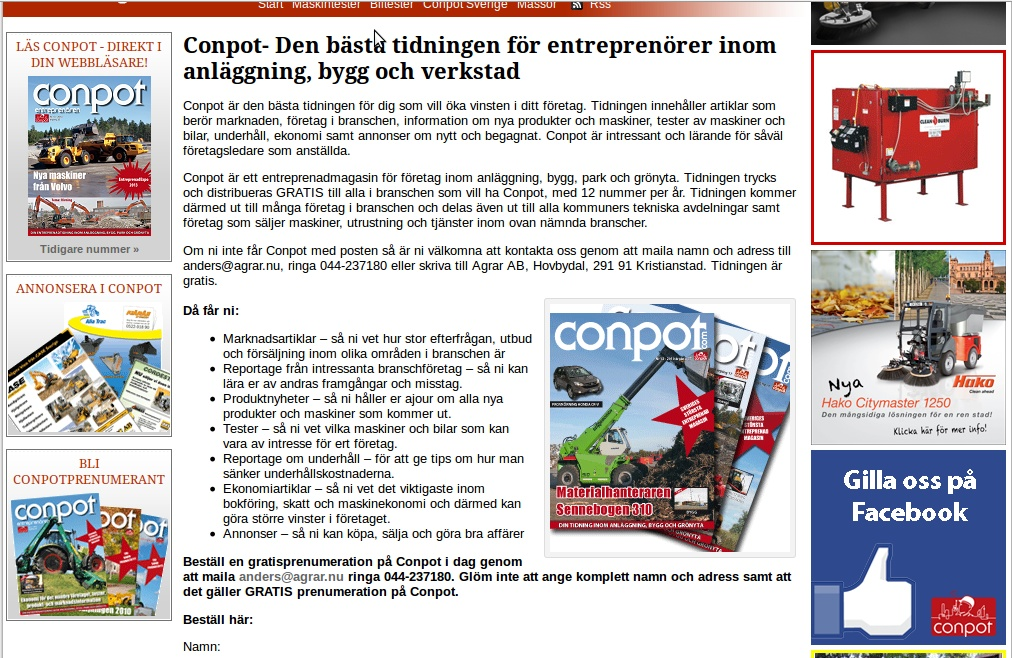 Start Maskintester Biltester Conpot Sverige Mässor Rss
LÄS CONPOT - DIREKT I
DIN WEBBLÄSARE!
conpot
Nya maskiner
från Volvo
Tidigare nummer »
ANNONSERA I CONPOT
BLI
CONPOTPRENUMERANT
conpot
Conpot- Den bästa tidningen för entreprenörer inom
anläggning, bygg och verkstad
Conpot är den bästa tidningen för dig som vill öka vinsten i ditt företag. Tidningen innehåller artiklar som
berör marknaden, företag i branschen, information om nya produkter och maskiner, tester av maskiner och
bilar, underhåll, ekonomi samt annonser om nytt och begagnat. Conpot är intressant och lärande för såväl
företagsledare som anställda.
Conpot är ett entreprenadmagasin för företag inom anläggning, bygg, park och grönyta. Tidningen trycks
och distribueras GRATIS till alla i branschen som vill ha Conpot, med 12 nummer per år. Tidningen kommer
därmed ut till många företag i branschen och delas även ut till alla kommuners tekniska avdelningar samt
företag som säljer maskiner, utrustning och tjänster inom ovan nämnda branscher.
Om ni inte får Conpot med posten så är ni välkomna att kontakta oss genom att maila namn och adress till
anders@agrar.nu, ringa 044-237180 eller skriva till Agrar AB, Hovbydal, 291 91 Kristianstad. Tidningen är
gratis.
Då får ni:
Marknadsartiklar – så ni vet hur stor efterfrågan, utbud
och försäljning inom olika områden i branschen är
Reportage från intressanta branschföretag – så ni kan
lära er av andras framgångar och misstag.
Produktnyheter – så ni håller er ajour om alla nya
produkter och maskiner som kommer ut.
Tester – så ni vet vilka maskiner och bilar som kan
vara av intresse för ert företag.
Reportage om underhåll – för att ge tips om hur man
sänker underhållskostnaderna.
Ekonomiartiklar – så ni vet det viktigaste inom
bokföring, skatt och maskinekonomi och därmed kan
göra större vinster i företaget.
Annonser – så ni kan köpa, sälja och göra bra affärer
conpot.com
SVERIGES
STÖRSTA
ENTREPRENAD
MAGASIN
Materialhanteraren
Sennebogen 310
DIN TIDNING INOM ANLÄGGNING, BYGG OCH GRÖNYTA
Beställ en gratisprenumeration på Conpot i dag genom
att maila anders@agrar.nu ringa 044-237180. Glöm inte att ange komplett namn och adress samt att
det gäller GRATIS prenumeration på Conpot.
Beställ här:
Namn:
CLEAN BURN
Nya
Hako
Clean ahead
Hako Citymaster 1250
Den mångsidiga lösningen för en ren stad!
Klicka här för mer info!
Gilla oss på
Facebook
conpot